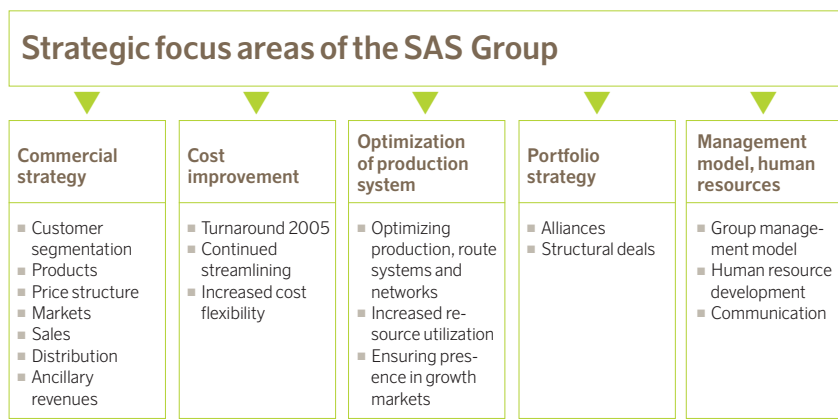 Strategic focus areas of the SAS Group
Commercial
strategy
Customer
segmentation
Products
Price structure
Markets
Sales
Distribution
Ancillary
revenues
Cost
improvement
Turnaround 2005
Continued
streamlining
Increased cost
flexibility
Optimization
of production
system
Optimizing
production, route
systems and
networks
Increased re-
source utilization
Ensuring pres-
ence in growth
markets
Portfolio
strategy
Alliances
Structural deals
Management
model, human
resources
Group manage-
ment model
Human resource
development
Communication